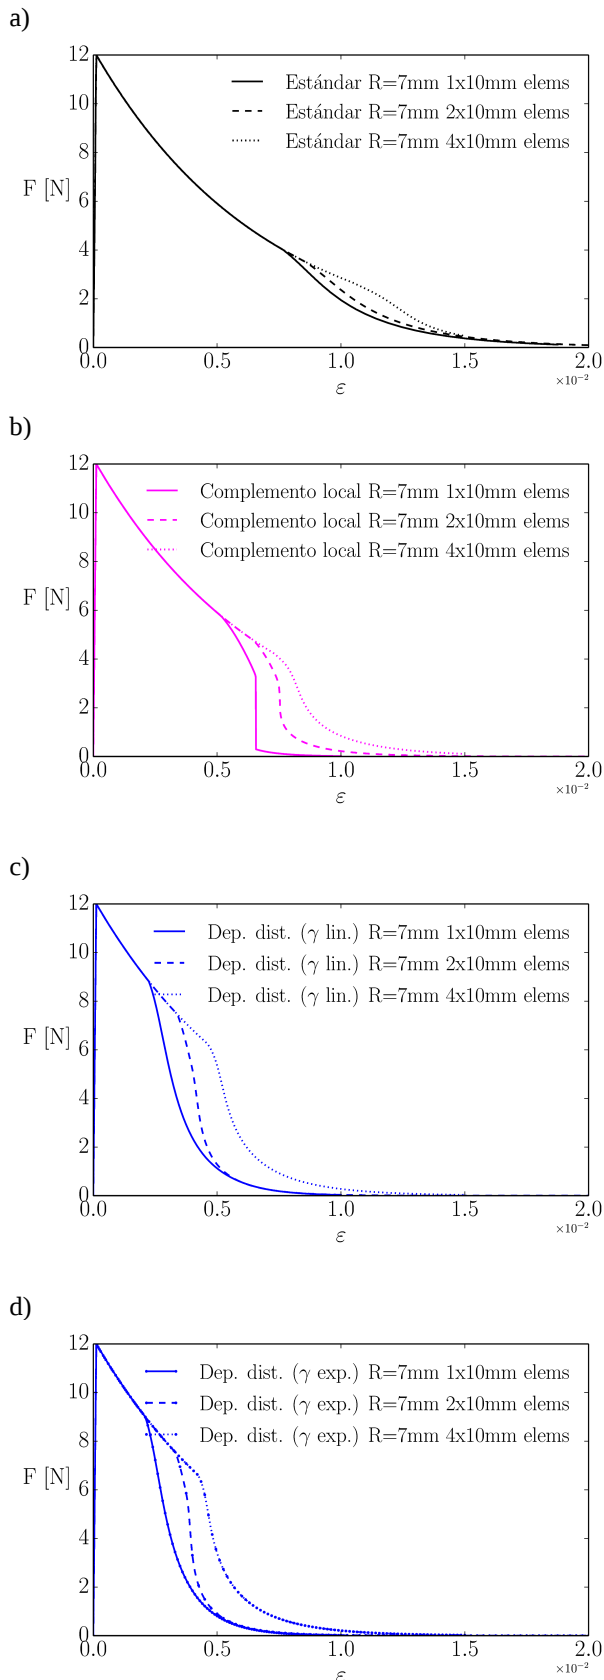 a)
12
Estándar R=7mm 1x10mm elems
10
Estándar R=7mm 2x10mm elems
Estándar R=7mm 4x10mm elems
8
F [N]
6
4
2
0
0.0 0.5 1.0 1.5 2.0
×10⁻²
ε
b)
12
Complemento local R=7mm 1x10mm elems
10
Complemento local R=7mm 2x10mm elems
Complemento local R=7mm 4x10mm elems
8
F [N]
6
4
2
0
0.0 0.5 1.0 1.5 2.0
×10⁻²
ε
c)
12
Dep. dist. (γ lin.) R=7mm 1x10mm elems
10
Dep. dist. (γ lin.) R=7mm 2x10mm elems
Dep. dist. (γ lin.) R=7mm 4x10mm elems
8
F [N]
6
4
2
0
0.0 0.5 1.0 1.5 2.0
×10⁻²
ε
d)
12
Dep. dist. (γ exp.) R=7mm 1x10mm elems
10
Dep. dist. (γ exp.) R=7mm 2x10mm elems
Dep. dist. (γ exp.) R=7mm 4x10mm elems
8
F [N]
6
4
2
0
0.0 0.5 1.0 1.5 2.0
×10⁻²
ε